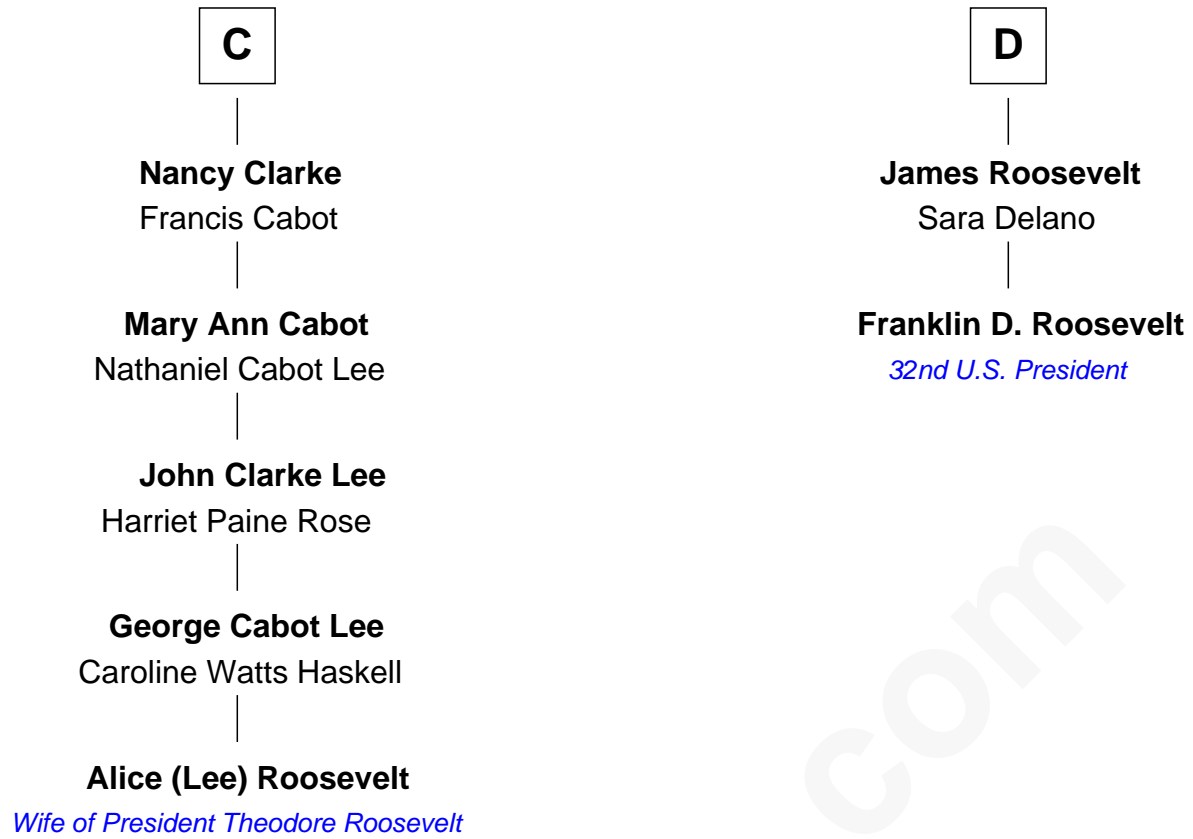 C
Nancy Clarke
Francis Cabot
Mary Ann Cabot
Nathaniel Cabot Lee
John Clarke Lee
Harriet Paine Rose
George Cabot Lee
Caroline Watts Haskell
Alice (Lee) Roosevelt
Wife of President Theodore Roosevelt
D
James Roosevelt
Sara Delano
Franklin D. Roosevelt
32nd U.S. President
com